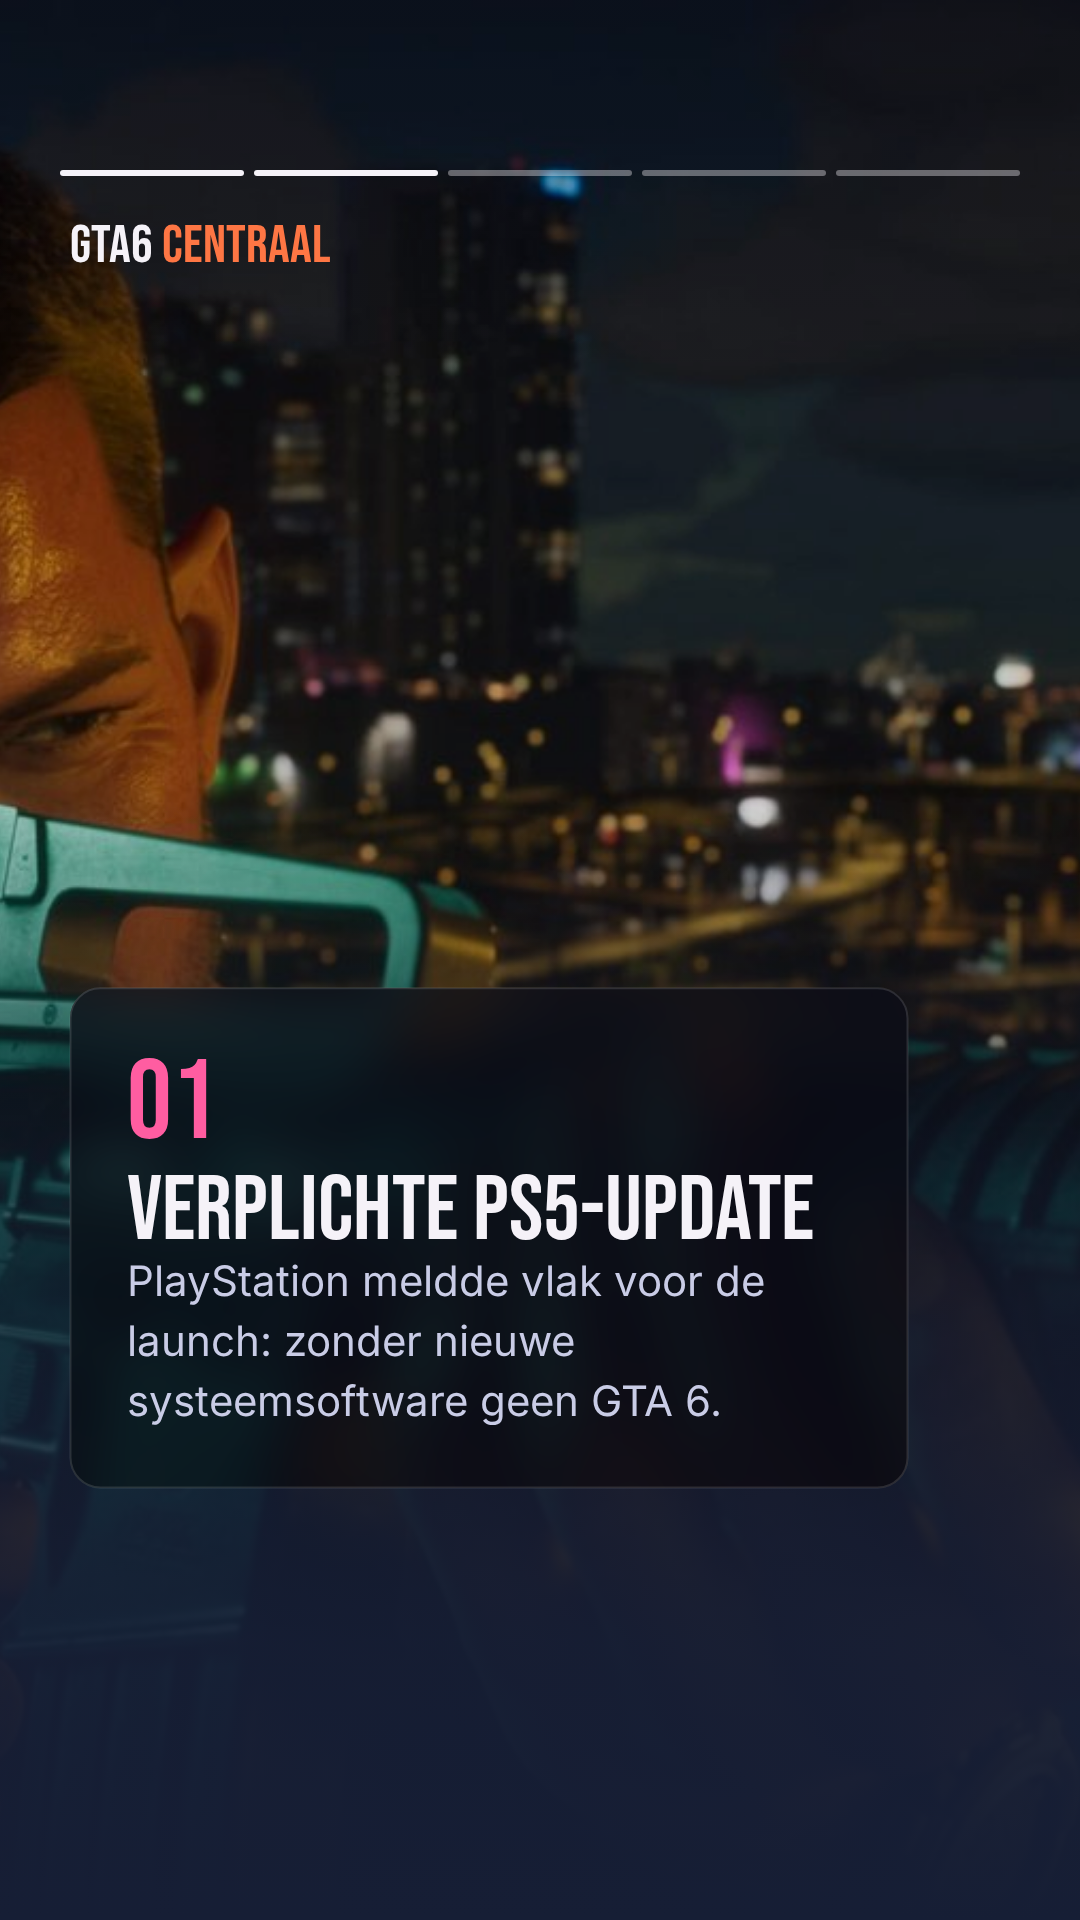 GTA6 CENTRAAL
01
VERPLICHTE PS5-UPDATE
PlayStation meldde vlak voor de
launch: zonder nieuwe
systeemsoftware geen GTA 6.